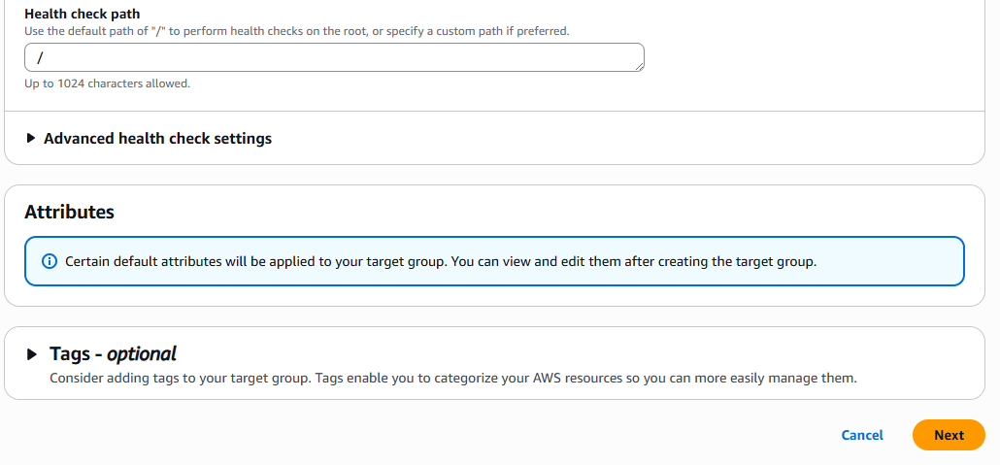 Health check path
Use the default path of "/" to perform health checks on the root, or specify a custom path if preferred.
/
Up to 1024 characters allowed.
Advanced health check settings
Attributes
Certain default attributes will be applied to your target group. You can view and edit them after creating the target group.
Tags - optional
Consider adding tags to your target group. Tags enable you to categorize your AWS resources so you can more easily manage them.
Cancel
Next